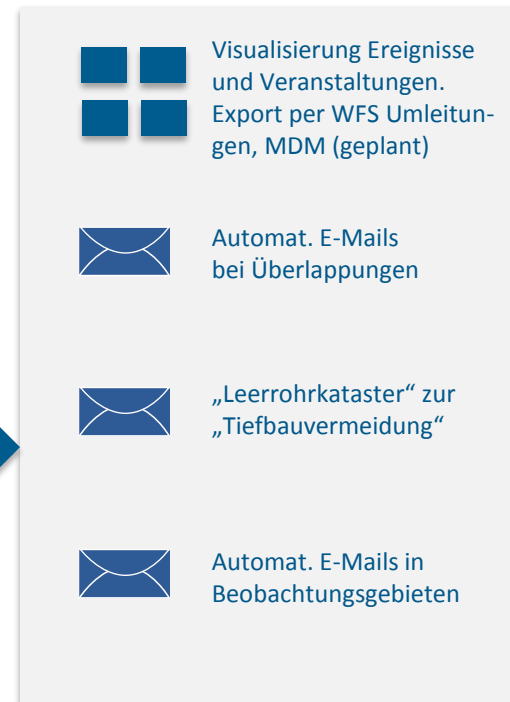 Visualisierung Ereignisse
und Veranstaltungen.
Export per WFS Umleitun-
gen, MDM (geplant)
Automat. E-Mails
bei Überlappungen
„Leerrohrkataster“ zur
„Tiefbauvermeidung“
Automat. E-Mails in
Beobachtungsgebieten